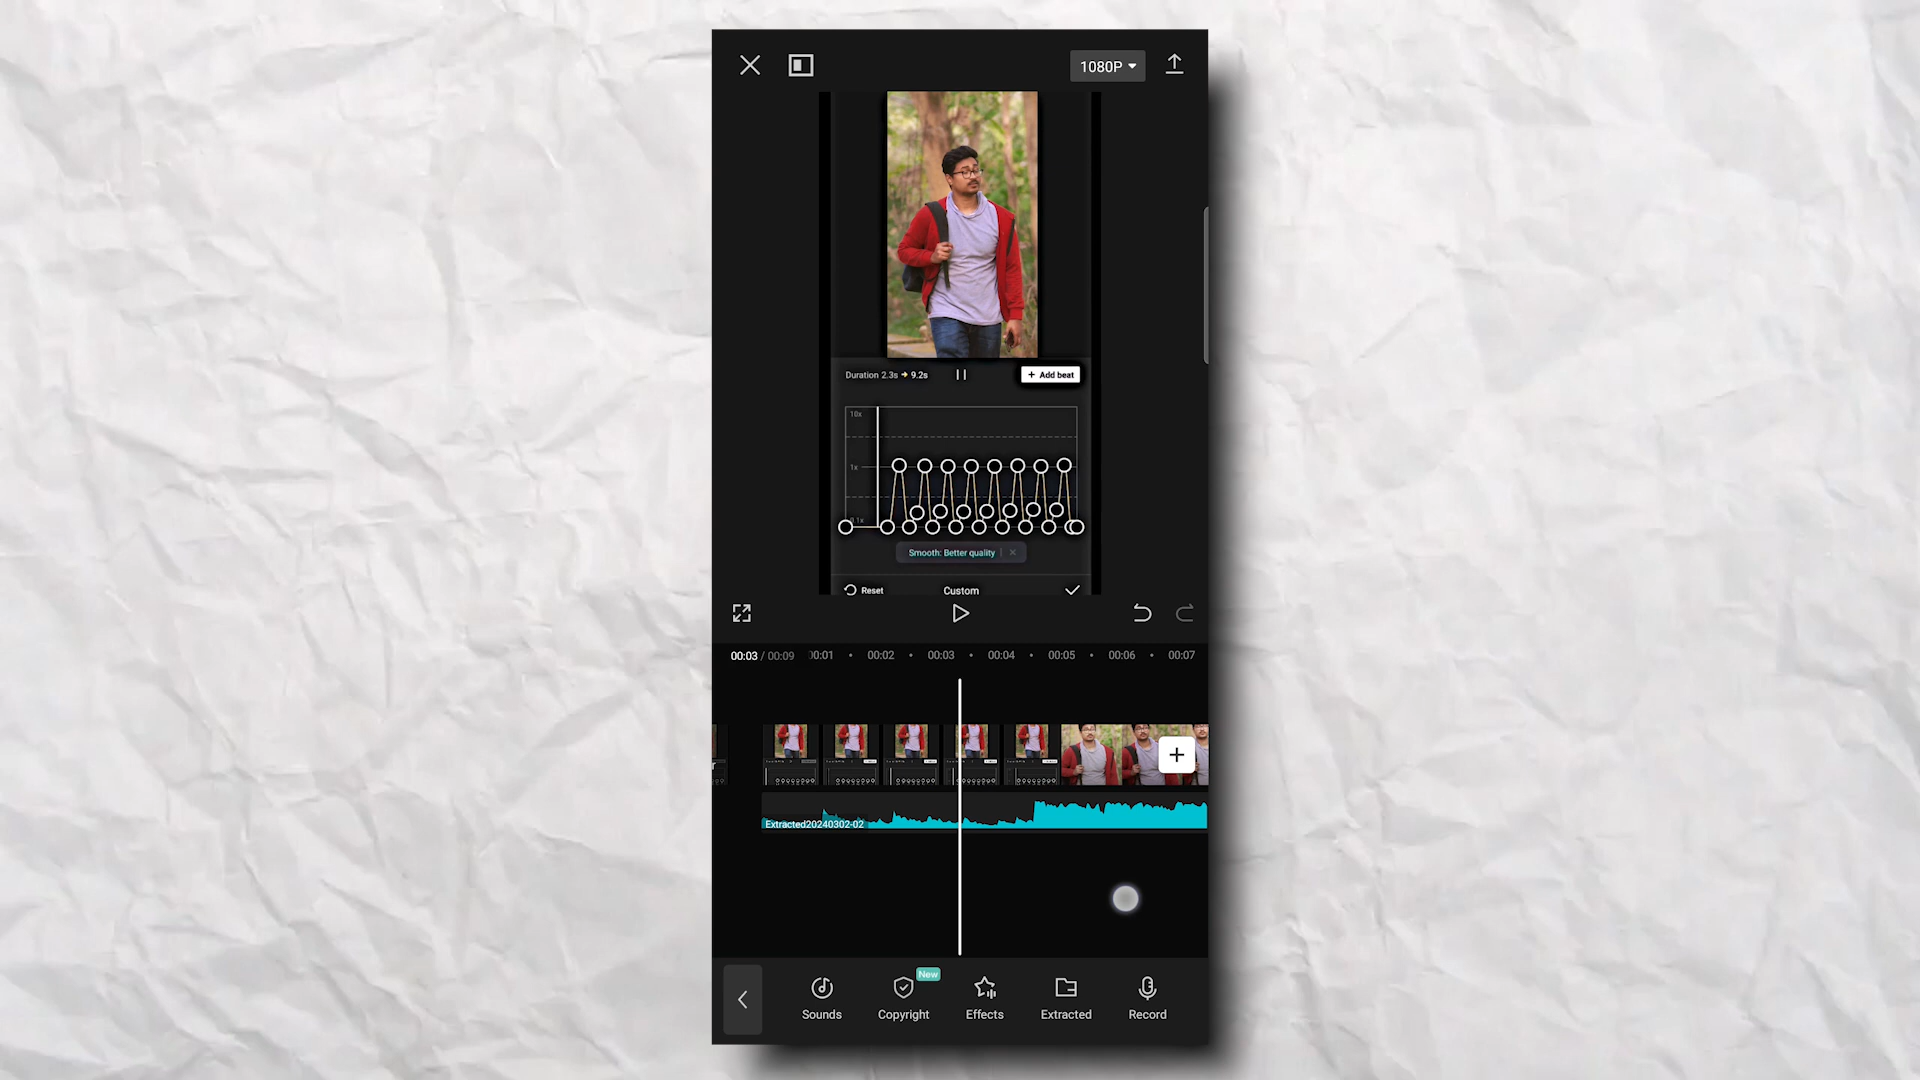 1080P
Duration 2.3s 9.2s
+ Add beat
10x
1x
0.1x
Smooth: Better quality
Reset
Custom
00:03 / 00:09
00:01
00:02
00:03
00:04
00:05
00:06
00:07
Extracted20240302-02
New
Sounds
Copyright
Effects
Extracted
Record